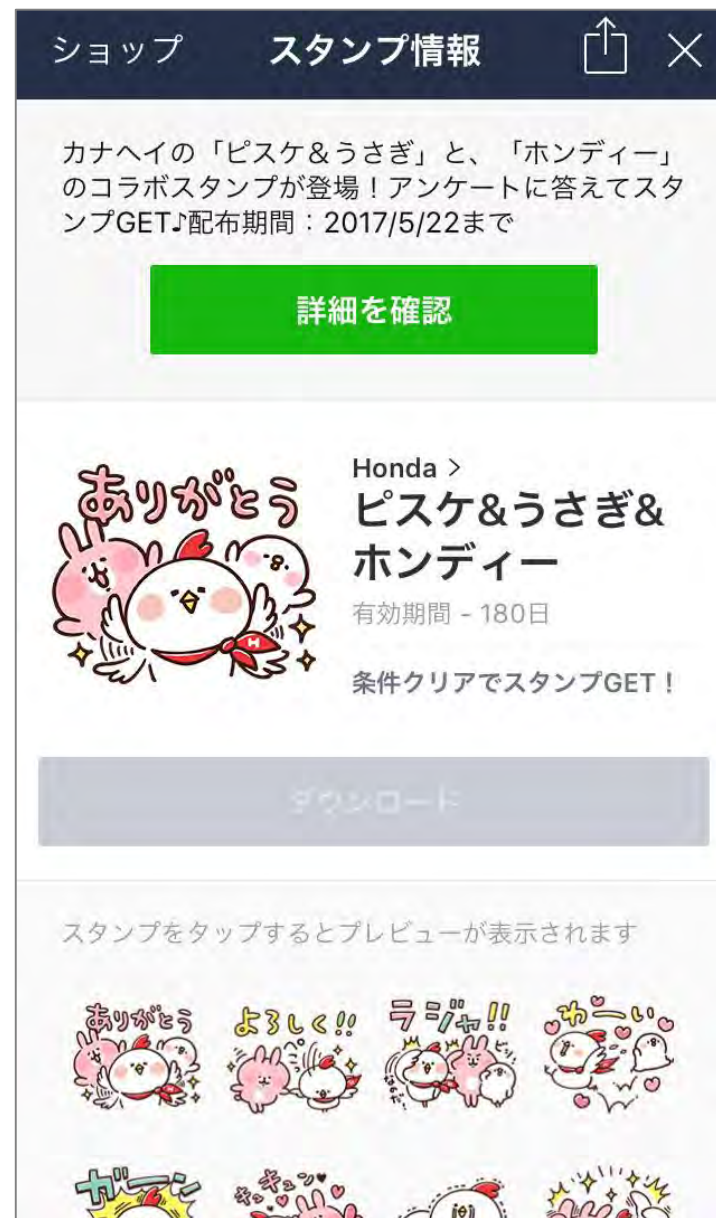 ショップ
スタンプ情報
カナヘイの「ピスケ&うさぎ」と、「ホンディー」
のコラボスタンプが登場！アンケートに答えてスタ
ンプGET♪配布期間：2017/5/22まで
詳細を確認
ありがとう
H
Honda >
ピスケ&うさぎ&
ホンディー
有効期間 - 180日
条件クリアでスタンプGET！
ダウンロード
スタンプをタップするとプレビューが表示されます
ありがとう
よろしく!!
ラジャ!!
わーい
ガーン
キュン